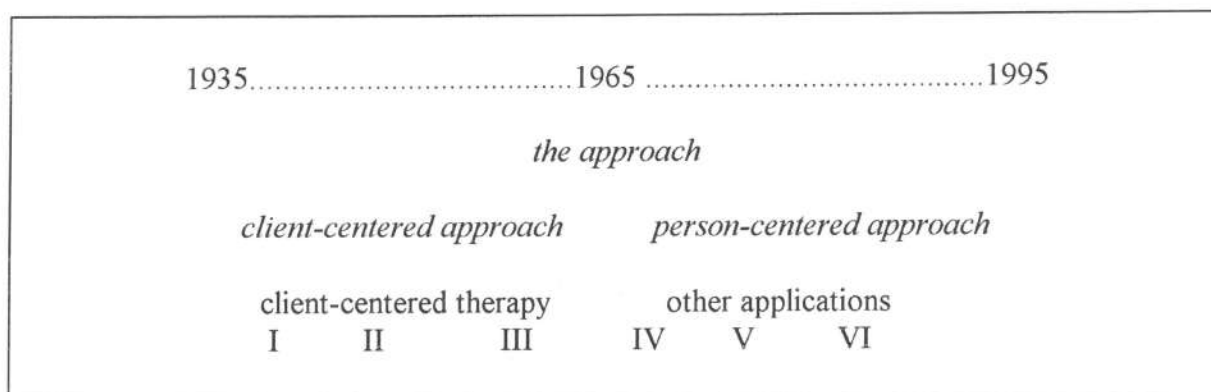 1935..................................1965 ....................................1995
the approach
client-centered approach person-centered approach
client-centered therapy other applications
I II III IV V VI